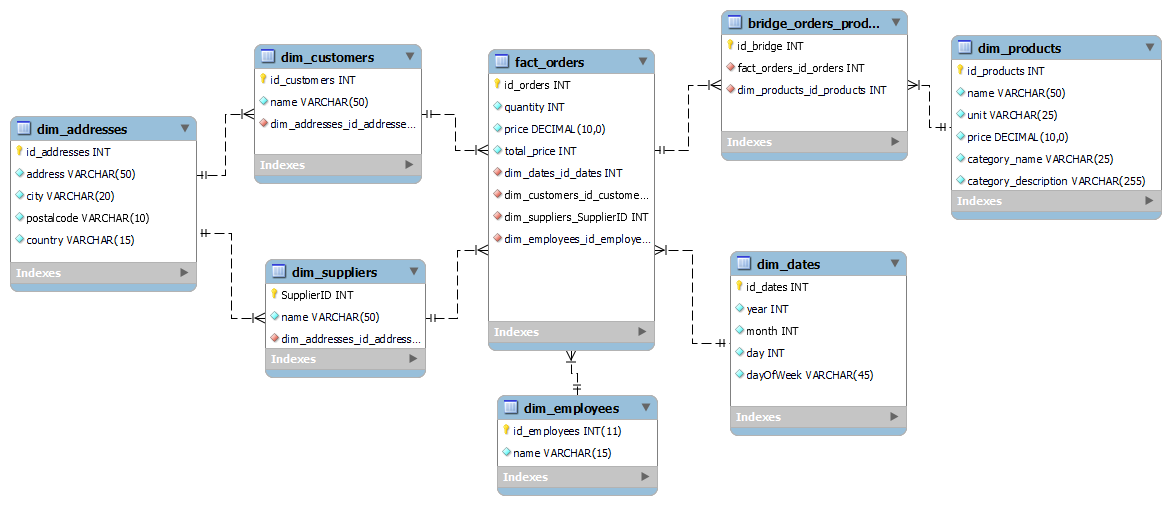 dim_addresses
id_addresses INT
address VARCHAR(50)
city VARCHAR(20)
postalcode VARCHAR(10)
country VARCHAR(15)
Indexes
dim_customers
id_customers INT
name VARCHAR(50)
dim_addresses_id_addresse...
Indexes
dim_suppliers
SupplierID INT
name VARCHAR(50)
dim_addresses_id_address...
Indexes
fact_orders
id_orders INT
quantity INT
price DECIMAL(10,0)
total_price INT
dim_dates_id_dates INT
dim_customers_id_custome...
dim_suppliers_SupplierID INT
dim_employees_id_employe...
Indexes
dim_employees
id_employees INT(11)
name VARCHAR(15)
Indexes
bridge_orders_prod...
id_bridge INT
fact_orders_id_orders INT
dim_products_id_products INT
Indexes
dim_dates
id_dates INT
year INT
month INT
day INT
dayOfWeek VARCHAR(45)
Indexes
dim_products
id_products INT
name VARCHAR(50)
unit VARCHAR(25)
price DECIMAL(10,0)
category_name VARCHAR(25)
category_description VARCHAR(255)
Indexes